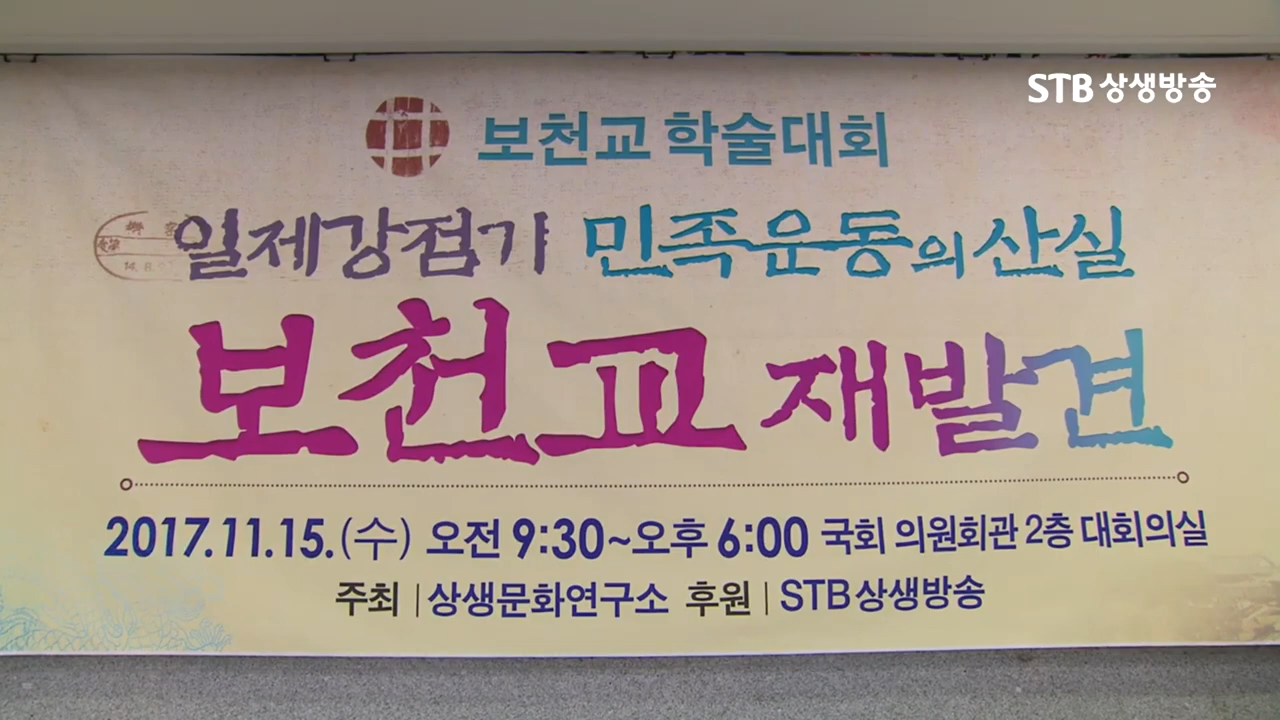 STB 상생방송
보천교 학술대회
일제강점기 민족운동의 산실
보천교 재발견
2017.11.15.(수) 오전 9:30~오후 6:00 국회 의원회관 2층 대회의실
주최 | 상생문화연구소 후원 | STB상생방송